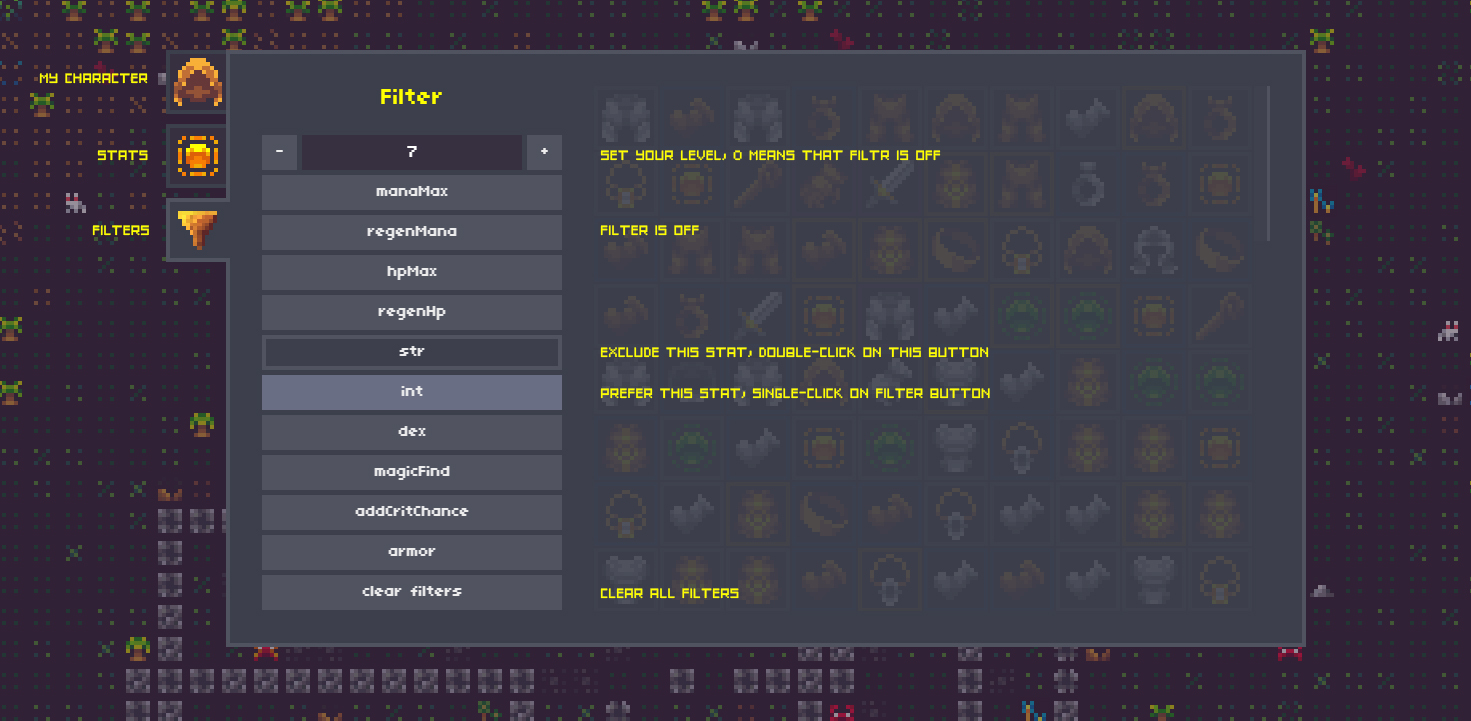 MY CHARACTER
STATS
FILTERS
Filter
- 7 +
SET YOUR LEVEL, 0 MEANS THAT FILTR IS OFF
manaMax
regenMana
FILTER IS OFF
hpMax
regenHp
str
EXCLUDE THIS STAT, DOUBLE-CLICK ON THIS BUTTON
int
PREFER THIS STAT, SINGLE-CLICK ON FILTER BUTTON
dex
magicFind
addCritChance
armor
clear filters
CLEAR ALL FILTERS